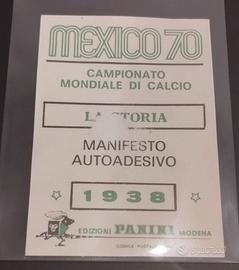 MEXICO 70
CAMPIONATO
MONDIALE DI CALCIO
LA STORIA
MANIFESTO
AUTOADESIVO
1938
EDIZIONI PANINI MODENA